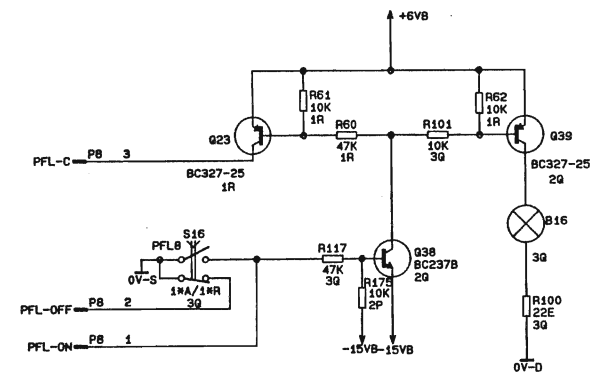 +6VB
R61
10K
1R
R62
10K
1R
Q23
R60
47K
1R
R101
10K
3Q
Q39
PFL-C P8 3
BC327-25
1R
BC327-25
2Q
S16
PFL8
B16
3Q
R117
47K
3Q
Q38
BC237B
2Q
0V-S
1*A/1*R
3Q
R175
10K
2P
R100
22E
3Q
PFL-OFF P8 2
PFL-ON P8 1
-15VB -15VB
0V-D